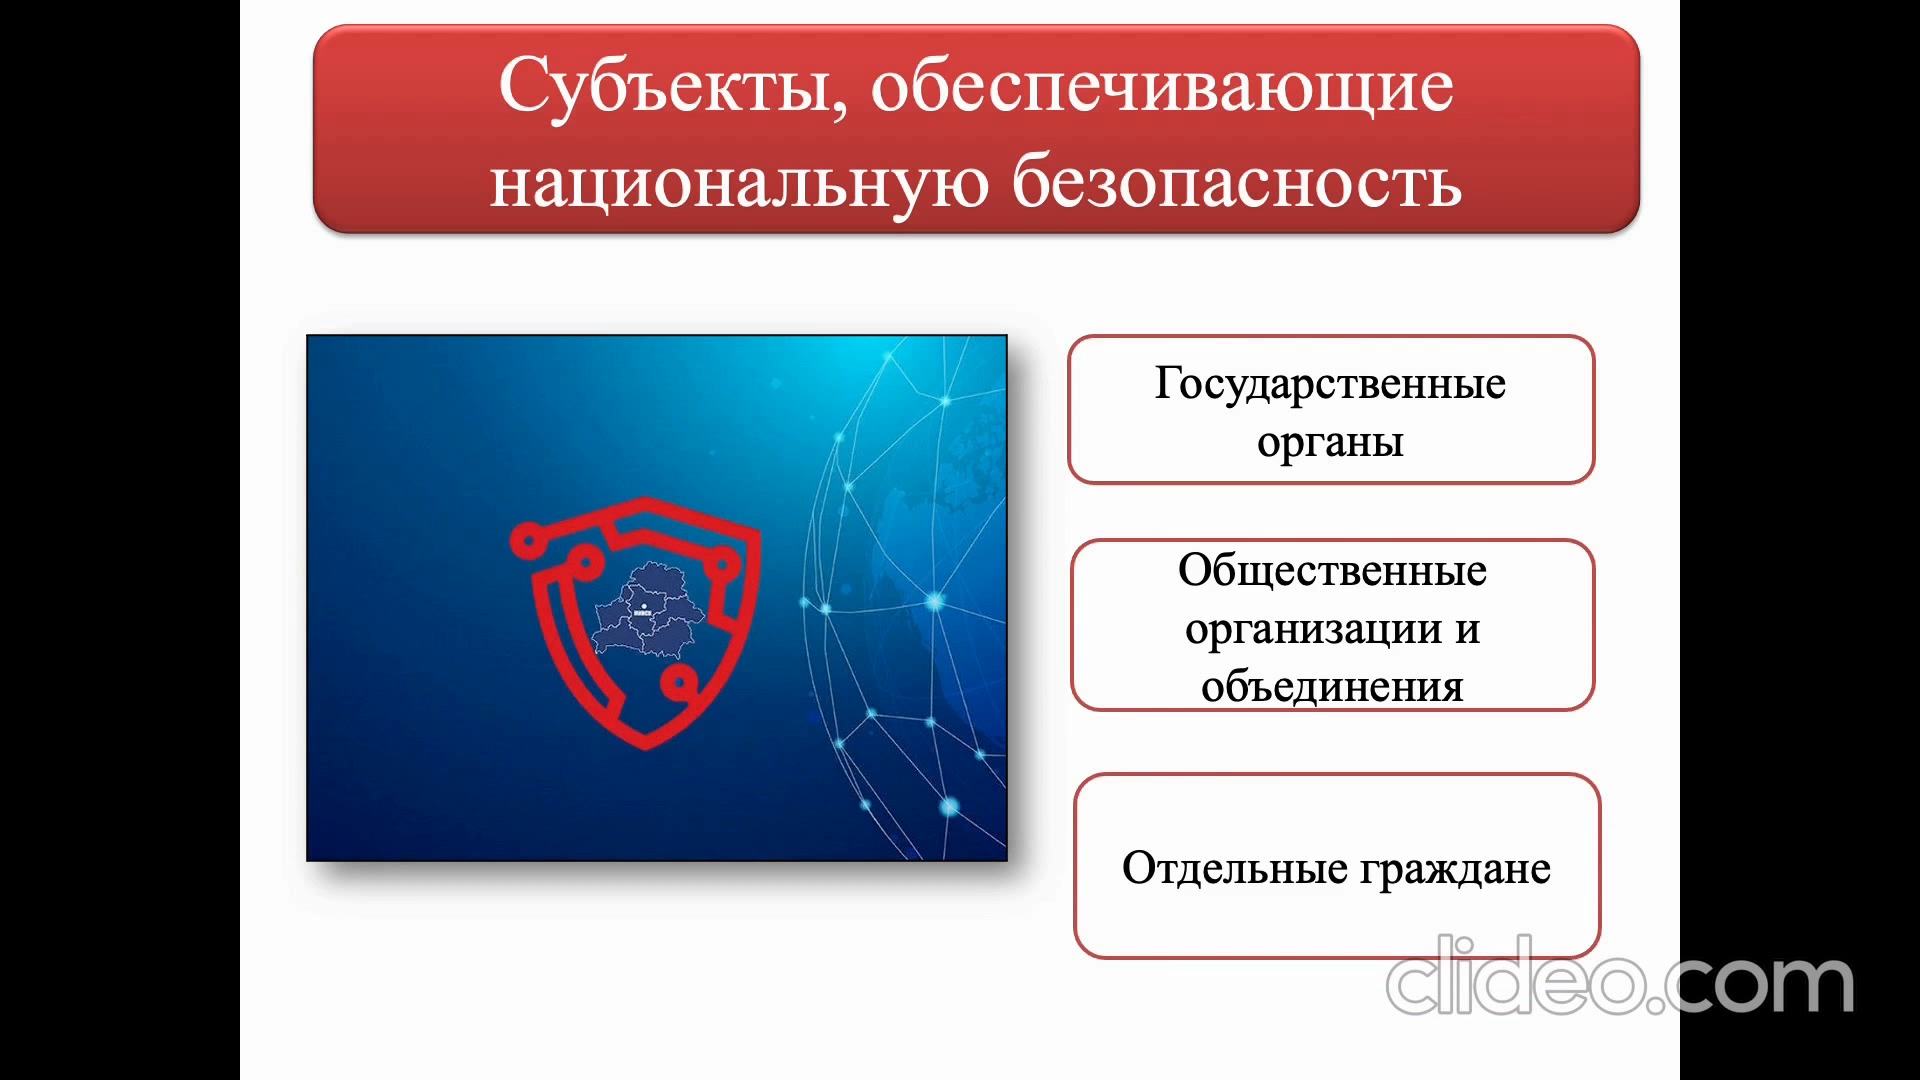 Субъекты, обеспечивающие
национальную безопасность
Государственные
органы
Общественные
организации и
объединения
Отдельные граждане
clideo.com